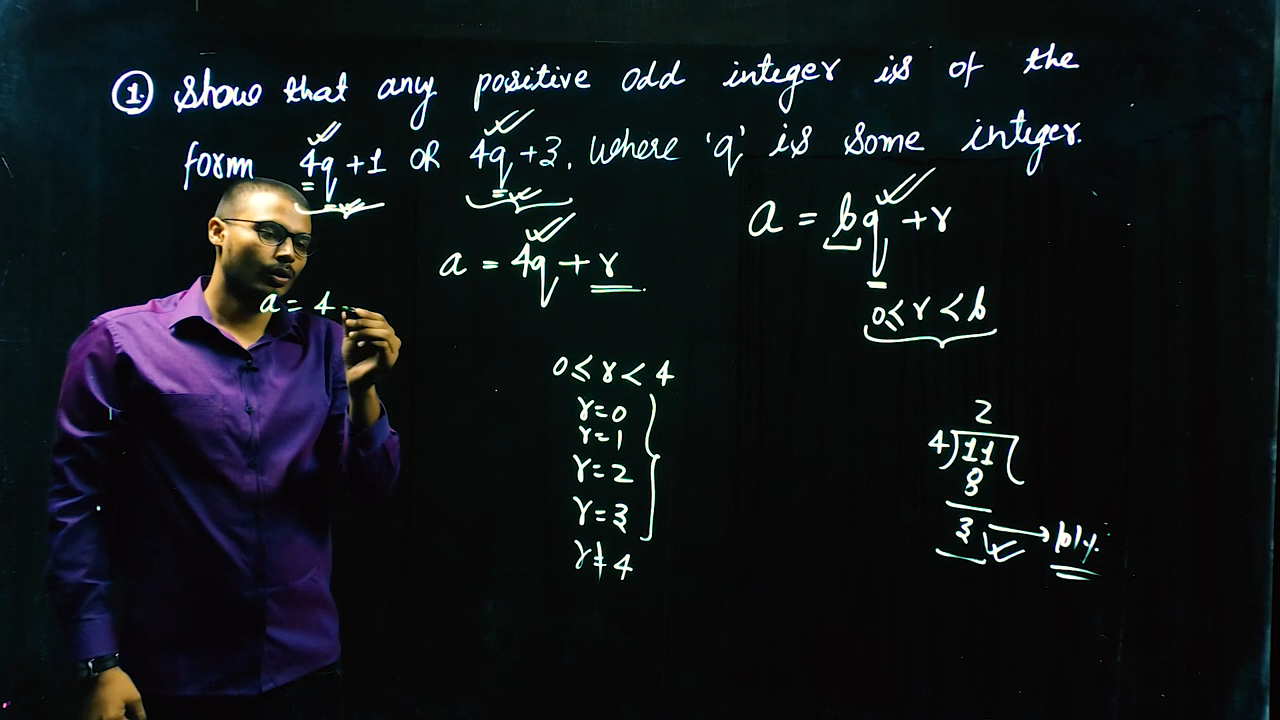 ① Show that any positive odd integer is of the
form 4q + 1 OR 4q + 3, where 'q' is some integer.
a = bq + r
0 ≤ r < b
a = 4q + r
a = 4
0 ≤ r < 4
r = 0
r = 1
r = 2
r = 3
r ≠ 4
2
4)11(
8
3 →